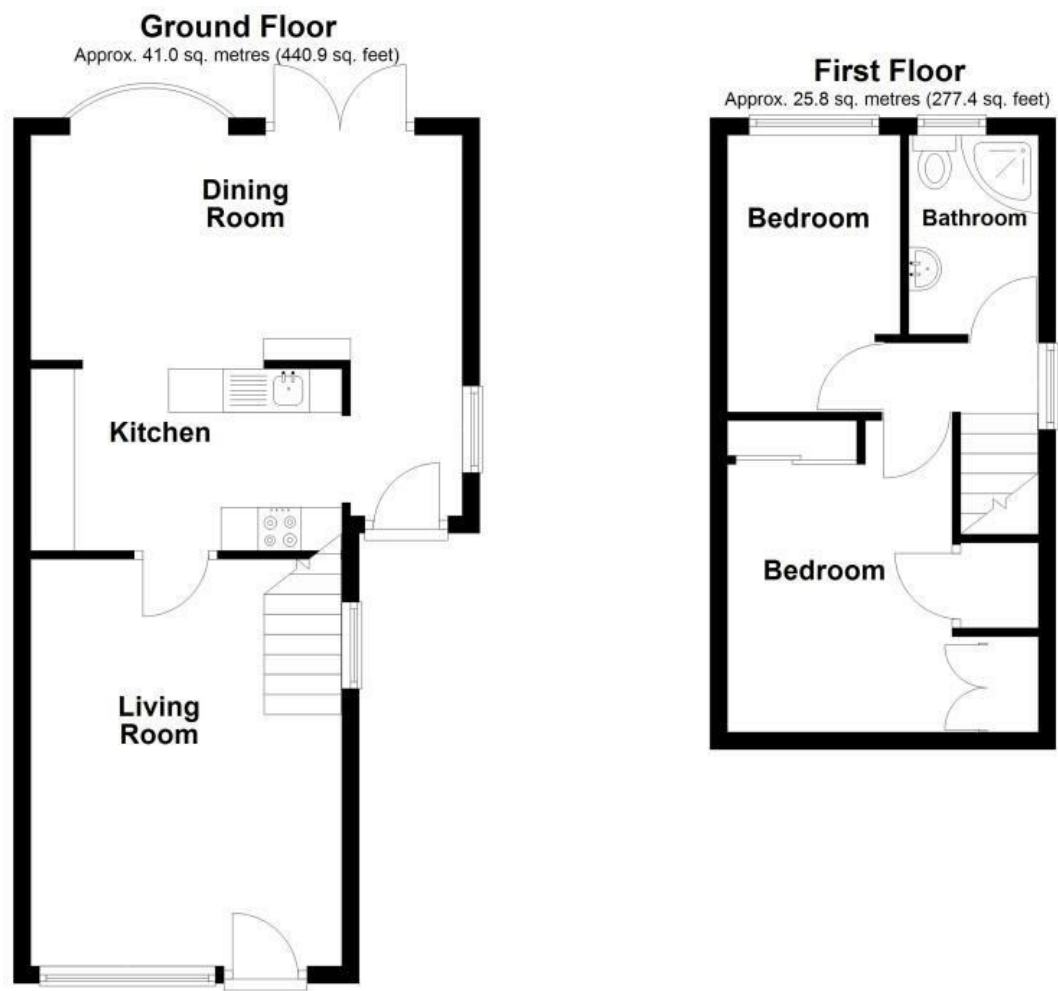 Ground Floor
Approx. 41.0 sq. metres (440.9 sq. feet)
Dining
Room
Kitchen
Living
Room
First Floor
Approx. 25.8 sq. metres (277.4 sq. feet)
Bedroom
Bathroom
Bedroom